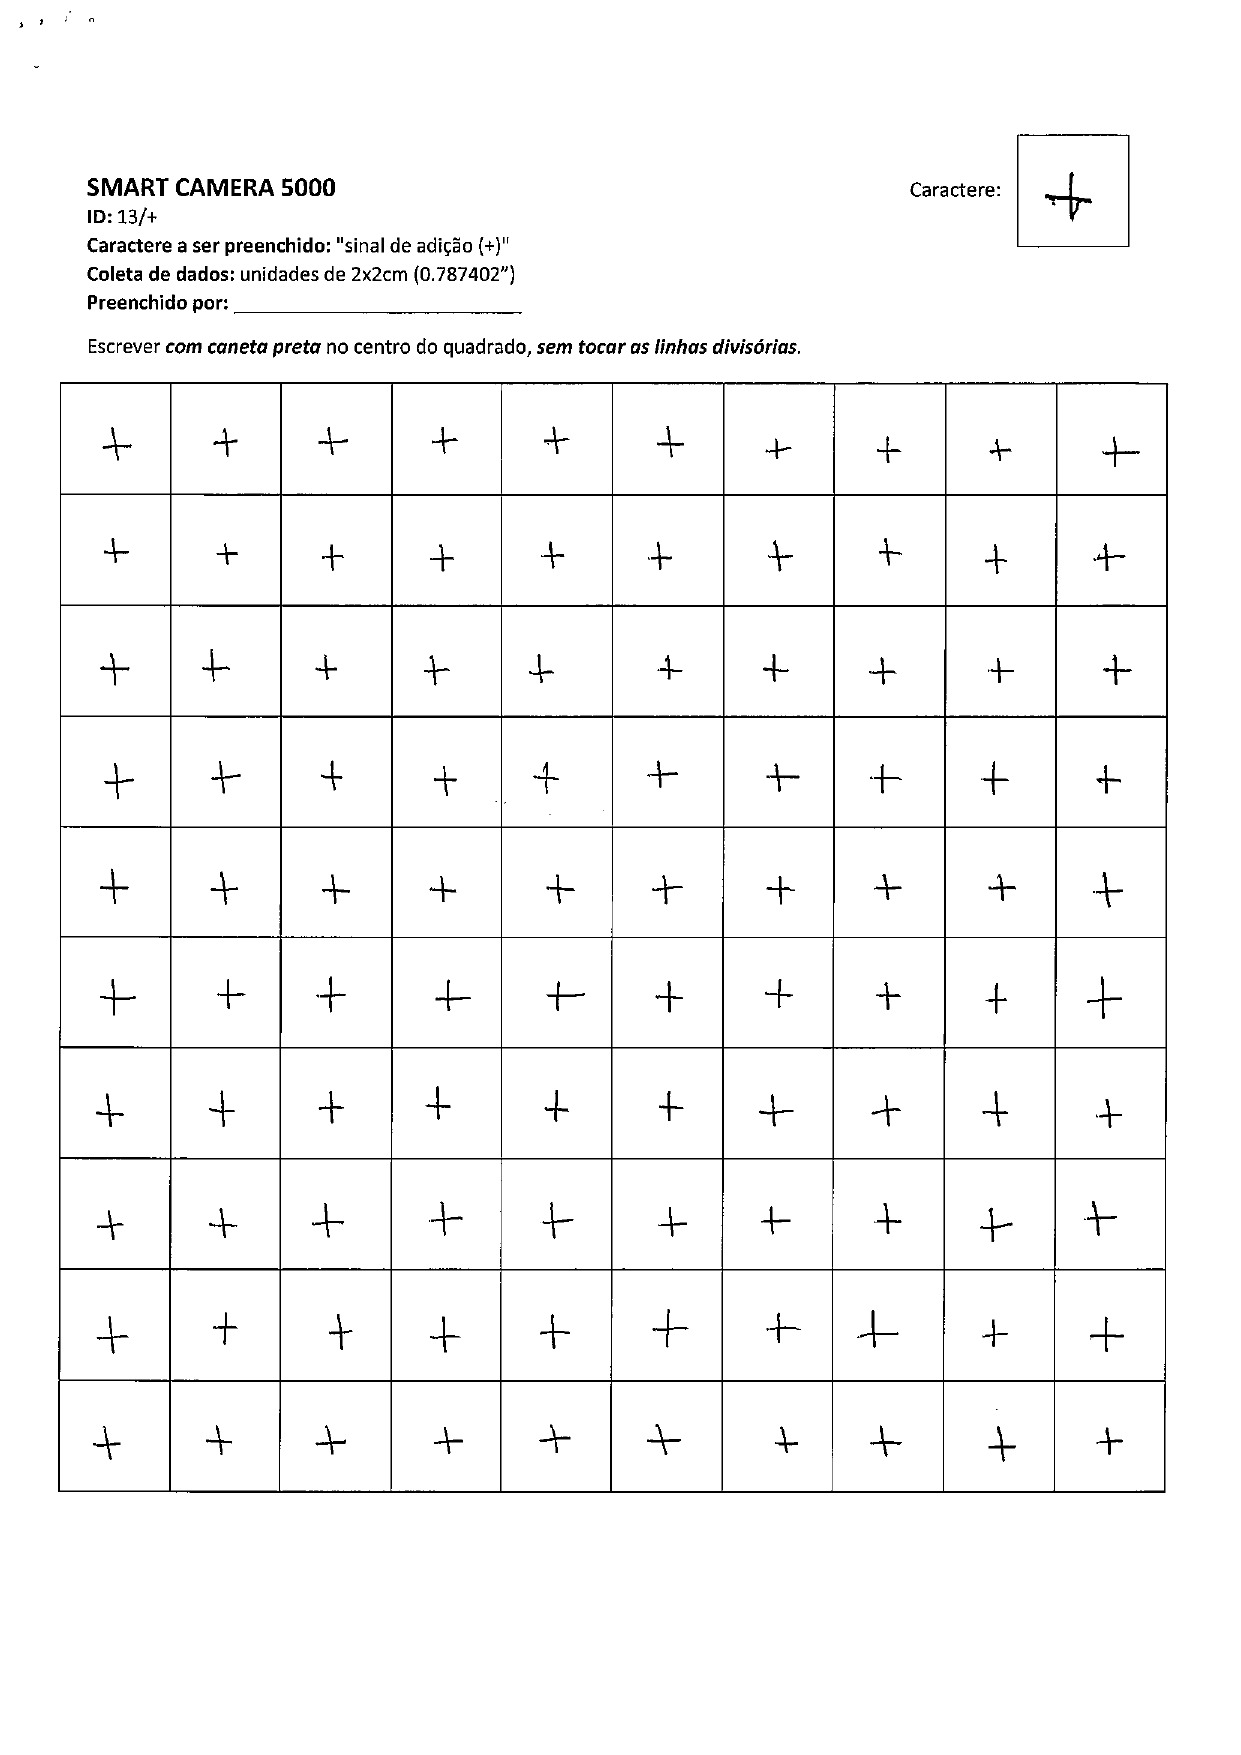 SMART CAMERA 5000
Caractere: +
ID: 13/+
Caractere a ser preenchido: "sinal de adição (+)"
Coleta de dados: unidades de 2x2cm (0.787402”)
Preenchido por: ____________________________
Escrever com caneta preta no centro do quadrado, sem tocar as linhas divisórias.
+ + + + + + + + + +
+ + + + + + + + + +
+ + + + + + + + + +
+ + + + + + + + + +
+ + + + + + + + + +
+ + + + + + + + + +
+ + + + + + + + + +
+ + + + + + + + + +
+ + + + + + + + + +
+ + + + + + + + + +